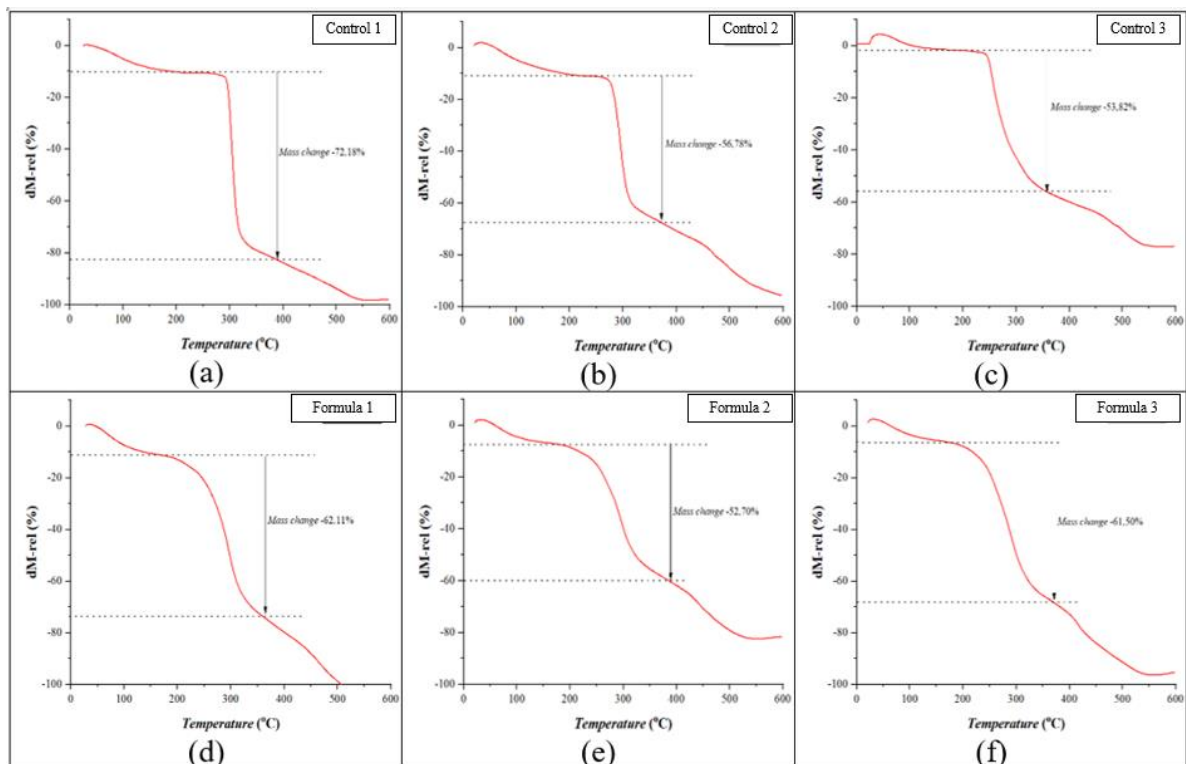 Control 1
0
-20
-40
-60
-80
-100
dM-rel (%)
Mass change -72,18%
0 100 200 300 400 500 600
Temperature (°C)
(a)
Control 2
0
-20
-40
-60
-80
-100
dM-rel (%)
Mass change -56,78%
0 100 200 300 400 500 600
Temperature (°C)
(b)
Control 3
0
-20
-40
-60
-80
-100
dM-rel (%)
Mass change -53,82%
0 100 200 300 400 500 600
Temperature (°C)
(c)
Formula 1
0
-20
-40
-60
-80
-100
dM-rel (%)
Mass change -62.11%
0 100 200 300 400 500 600
Temperature (°C)
(d)
Formula 2
0
-20
-40
-60
-80
-100
dM-rel (%)
Mass change -52,70%
0 100 200 300 400 500 600
Temperature (°C)
(e)
Formula 3
0
-20
-40
-60
-80
-100
dM-rel (%)
Mass change -61,50%
0 100 200 300 400 500 600
Temperature (°C)
(f)